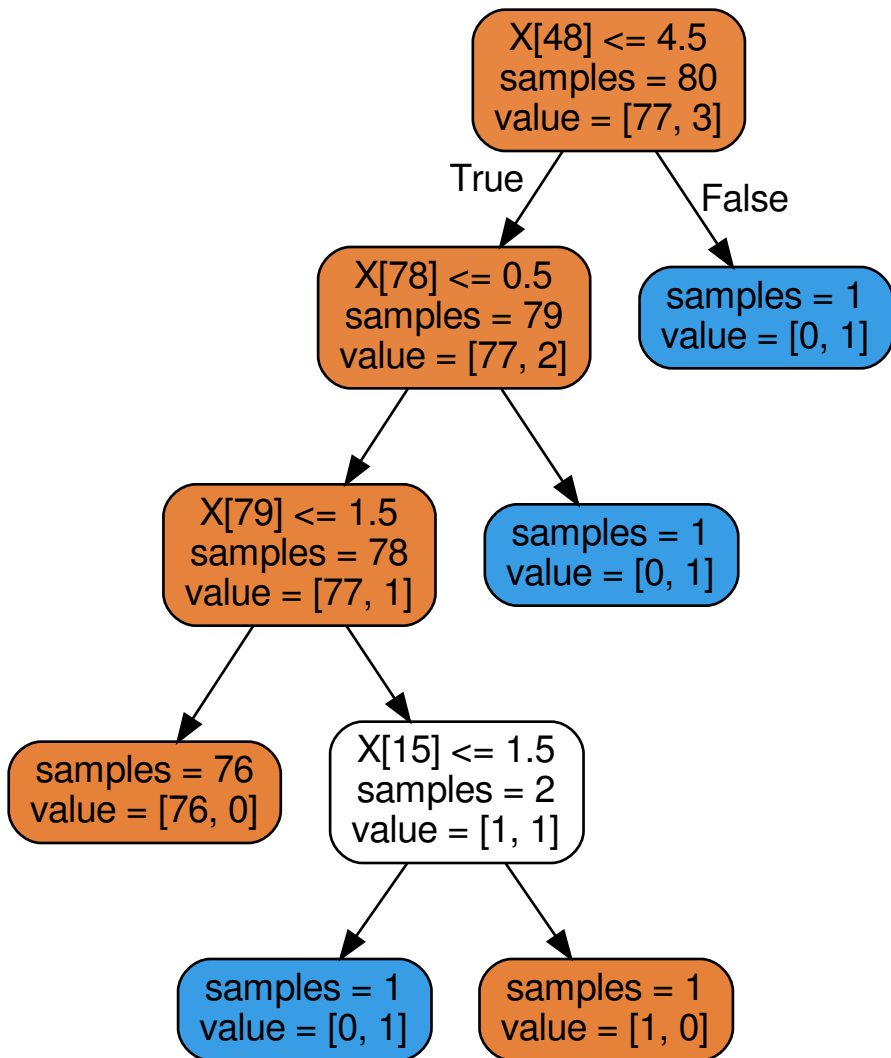 X[48] <= 4.5
samples = 80
value = [77, 3]
True
False
X[78] <= 0.5
samples = 79
value = [77, 2]
samples = 1
value = [0, 1]
X[79] <= 1.5
samples = 78
value = [77, 1]
samples = 1
value = [0, 1]
samples = 76
value = [76, 0]
X[15] <= 1.5
samples = 2
value = [1, 1]
samples = 1
value = [0, 1]
samples = 1
value = [1, 0]